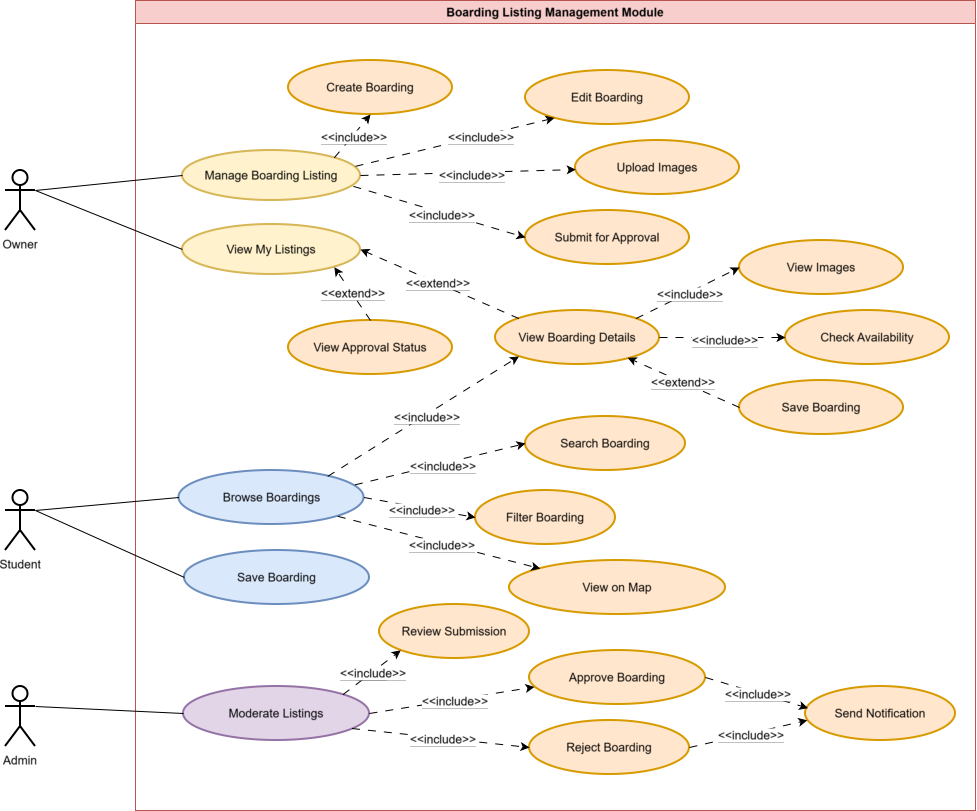 Boarding Listing Management Module
Create Boarding
Edit Boarding
<<include>>
<<include>>
Upload Images
Manage Boarding Listing
<<include>>
<<include>>
Owner
Submit for Approval
View My Listings
View Images
<<extend>>
<<extend>>
<<include>>
View Boarding Details
Check Availability
<<include>>
View Approval Status
<<extend>>
Save Boarding
<<include>>
Search Boarding
<<include>>
Browse Boardings
<<include>>
Filter Boarding
<<include>>
Student
Save Boarding
View on Map
Review Submission
<<include>>
Approve Boarding
<<include>>
<<include>>
Moderate Listings
Send Notification
<<include>>
<<include>>
Reject Boarding
Admin